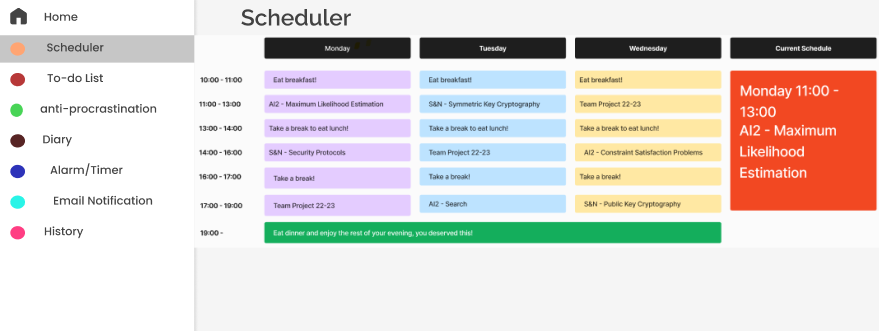 Home
Scheduler
To-do List
anti-procrastination
Diary
Alarm/Timer
Email Notification
History
Scheduler
Monday Tuesday Wednesday Current Schedule
10:00 - 11:00 Eat breakfast! Eat breakfast! Eat breakfast!
11:00 - 13:00 AI2 - Maximum Likelihood Estimation S&N - Symmetric Key Cryptography Team Project 22-23
13:00 - 14:00 Take a break to eat lunch! Take a break to eat lunch! Take a break to eat lunch!
14:00 - 16:00 S&N - Security Protocols Team Project 22-23 AI2 - Constraint Satisfaction Problems
16:00 - 17:00 Take a break! Take a break! Take a break!
17:00 - 19:00 Team Project 22-23 AI2 - Search S&N - Public Key Cryptography
19:00 - Eat dinner and enjoy the rest of your evening, you deserved this!
Monday 11:00 -
13:00
AI2 - Maximum
Likelihood
Estimation